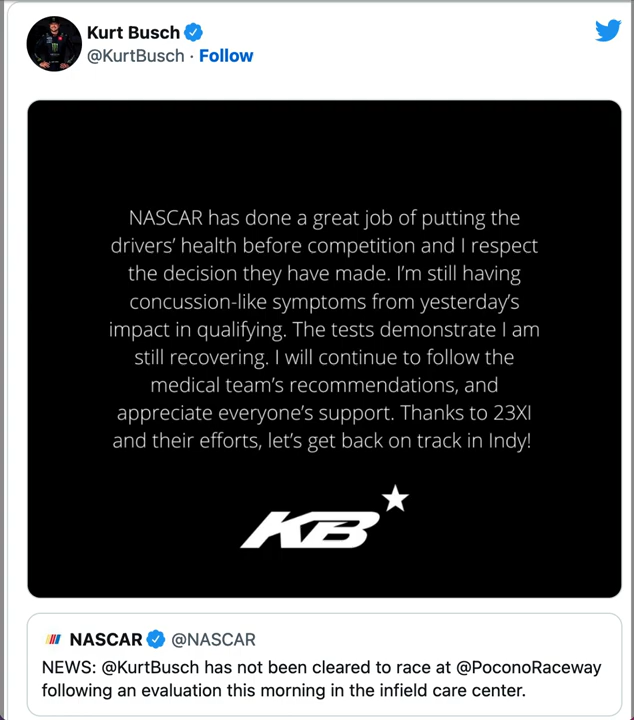 Kurt Busch
@KurtBusch · Follow
NASCAR has done a great job of putting the
drivers’ health before competition and I respect
the decision they have made. I’m still having
concussion-like symptoms from yesterday’s
impact in qualifying. The tests demonstrate I am
still recovering. I will continue to follow the
medical team’s recommendations, and
appreciate everyone’s support. Thanks to 23XI
and their efforts, let’s get back on track in Indy!
KB
NASCAR @NASCAR
NEWS: @KurtBusch has not been cleared to race at @PoconoRaceway
following an evaluation this morning in the infield care center.